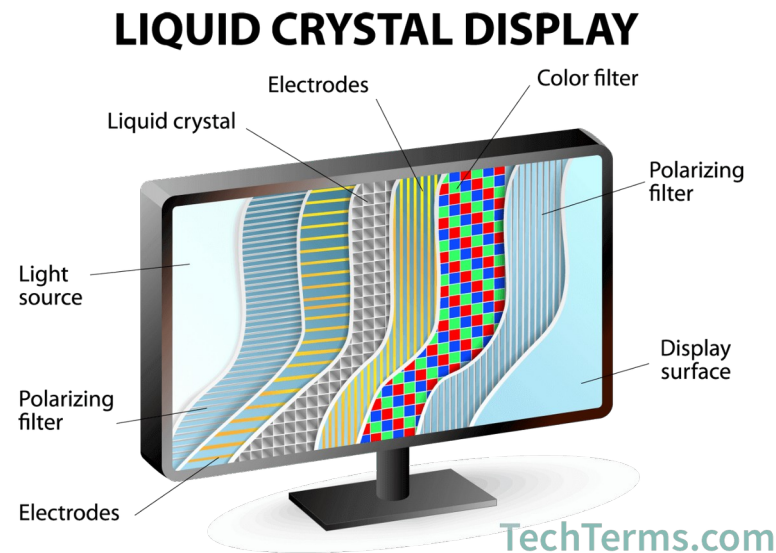 LIQUID CRYSTAL DISPLAY
Electrodes
Color filter
Liquid crystal
Polarizing
filter
Light
source
Display
surface
Polarizing
filter
Electrodes
TechTerms.com